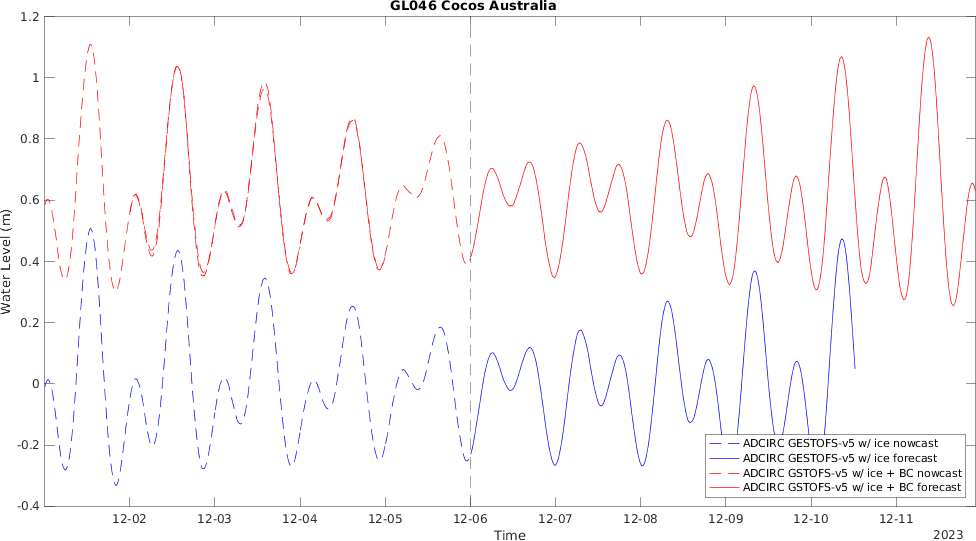 GL046 Cocos Australia
1.2
1
0.8
0.6
0.4
0.2
0
-0.2
-0.4
Water Level (m)
ADCIRC GESTOFS-v5 w/ ice nowcast
ADCIRC GESTOFS-v5 w/ ice forecast
ADCIRC GSTOFS-v5 w/ ice + BC nowcast
ADCIRC GSTOFS-v5 w/ ice + BC forecast
12-02 12-03 12-04 12-05 12-06 12-07 12-08 12-09 12-10 12-11
Time
2023